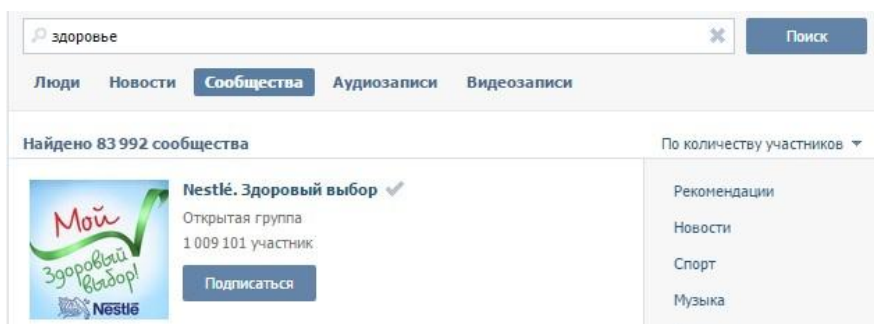 здоровье
Поиск
Люди Новости Сообщества Аудиозаписи Видеозаписи
Найдено 83 992 сообщества
По количеству участников
Nestlé. Здоровый выбор
Открытая группа
1 009 101 участник
Подписаться
Мой
Здоровый
выбор!
Nestlé
Рекомендации
Новости
Спорт
Музыка